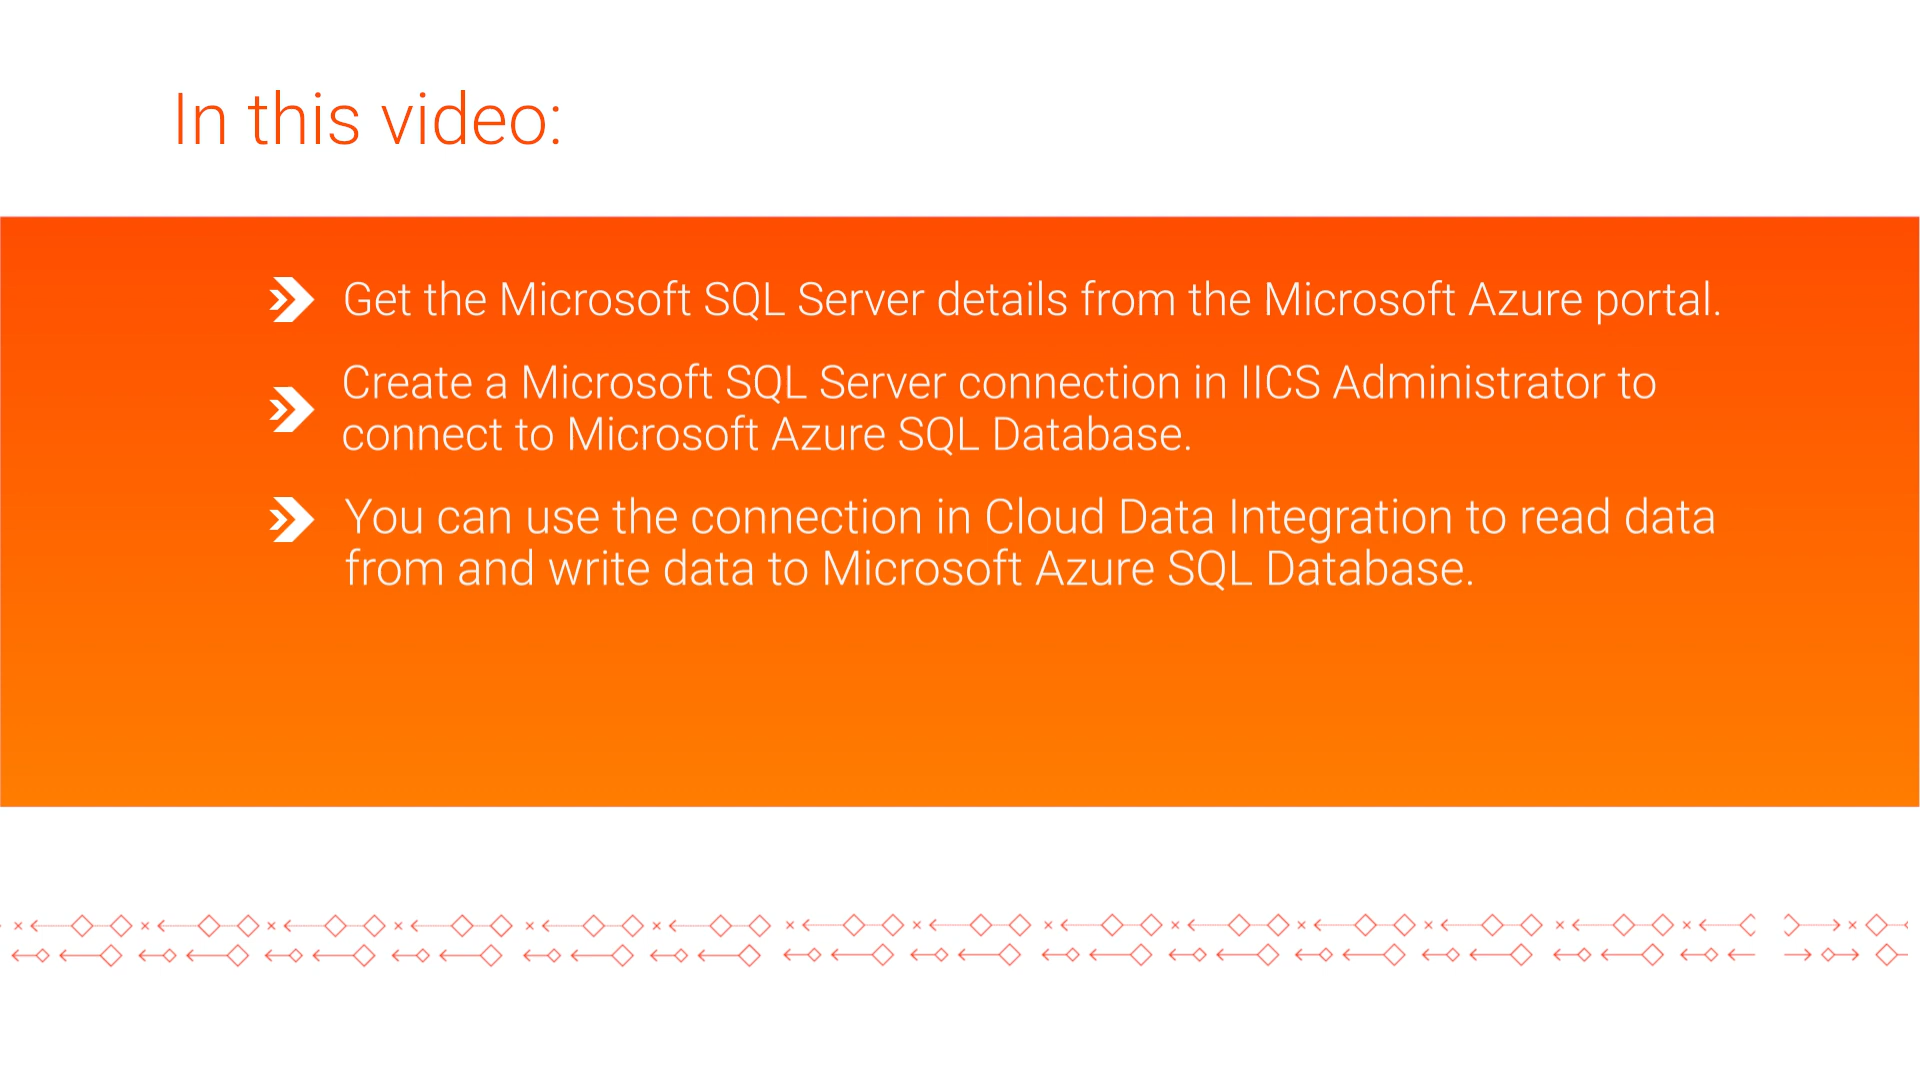 In this video:
Get the Microsoft SQL Server details from the Microsoft Azure portal.
Create a Microsoft SQL Server connection in IICS Administrator to
connect to Microsoft Azure SQL Database.
You can use the connection in Cloud Data Integration to read data
from and write data to Microsoft Azure SQL Database.